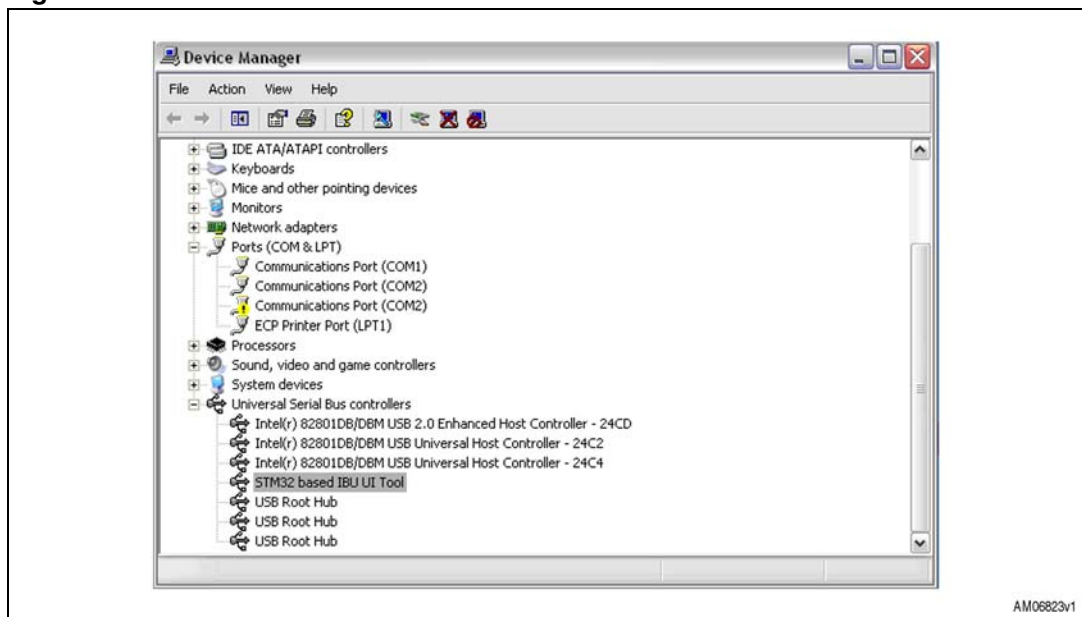 Device Manager
File Action View Help
IDE ATA/ATAPI controllers
Keyboards
Mice and other pointing devices
Monitors
Network adapters
Ports (COM & LPT)
Communications Port (COM1)
Communications Port (COM2)
Communications Port (COM2)
ECP Printer Port (LPT1)
Processors
Sound, video and game controllers
System devices
Universal Serial Bus controllers
Intel(r) 82801DB/DBM USB 2.0 Enhanced Host Controller - 24CD
Intel(r) 82801DB/DBM USB Universal Host Controller - 24C2
Intel(r) 82801DB/DBM USB Universal Host Controller - 24C4
STM32 based IBU UI Tool
USB Root Hub
USB Root Hub
USB Root Hub
AM06823v1